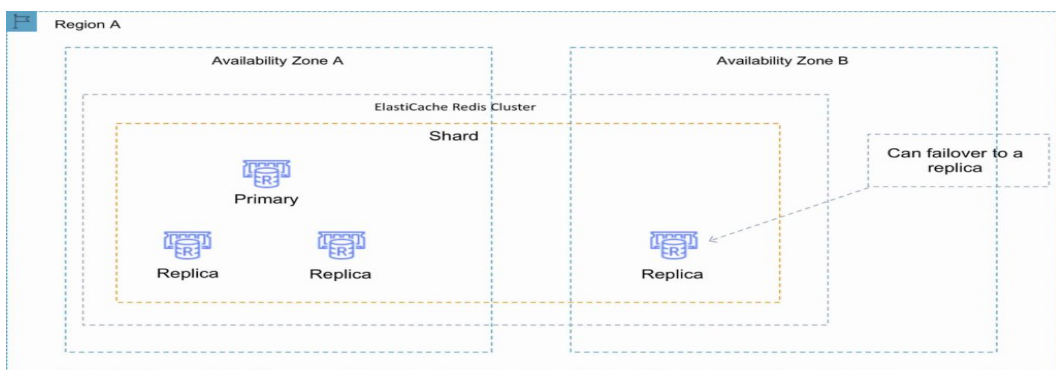 Region A
Availability Zone A
Availability Zone B
ElastiCache Redis Cluster
Shard
Can failover to a
replica
R
Primary
R
R
R
Replica
Replica
Replica